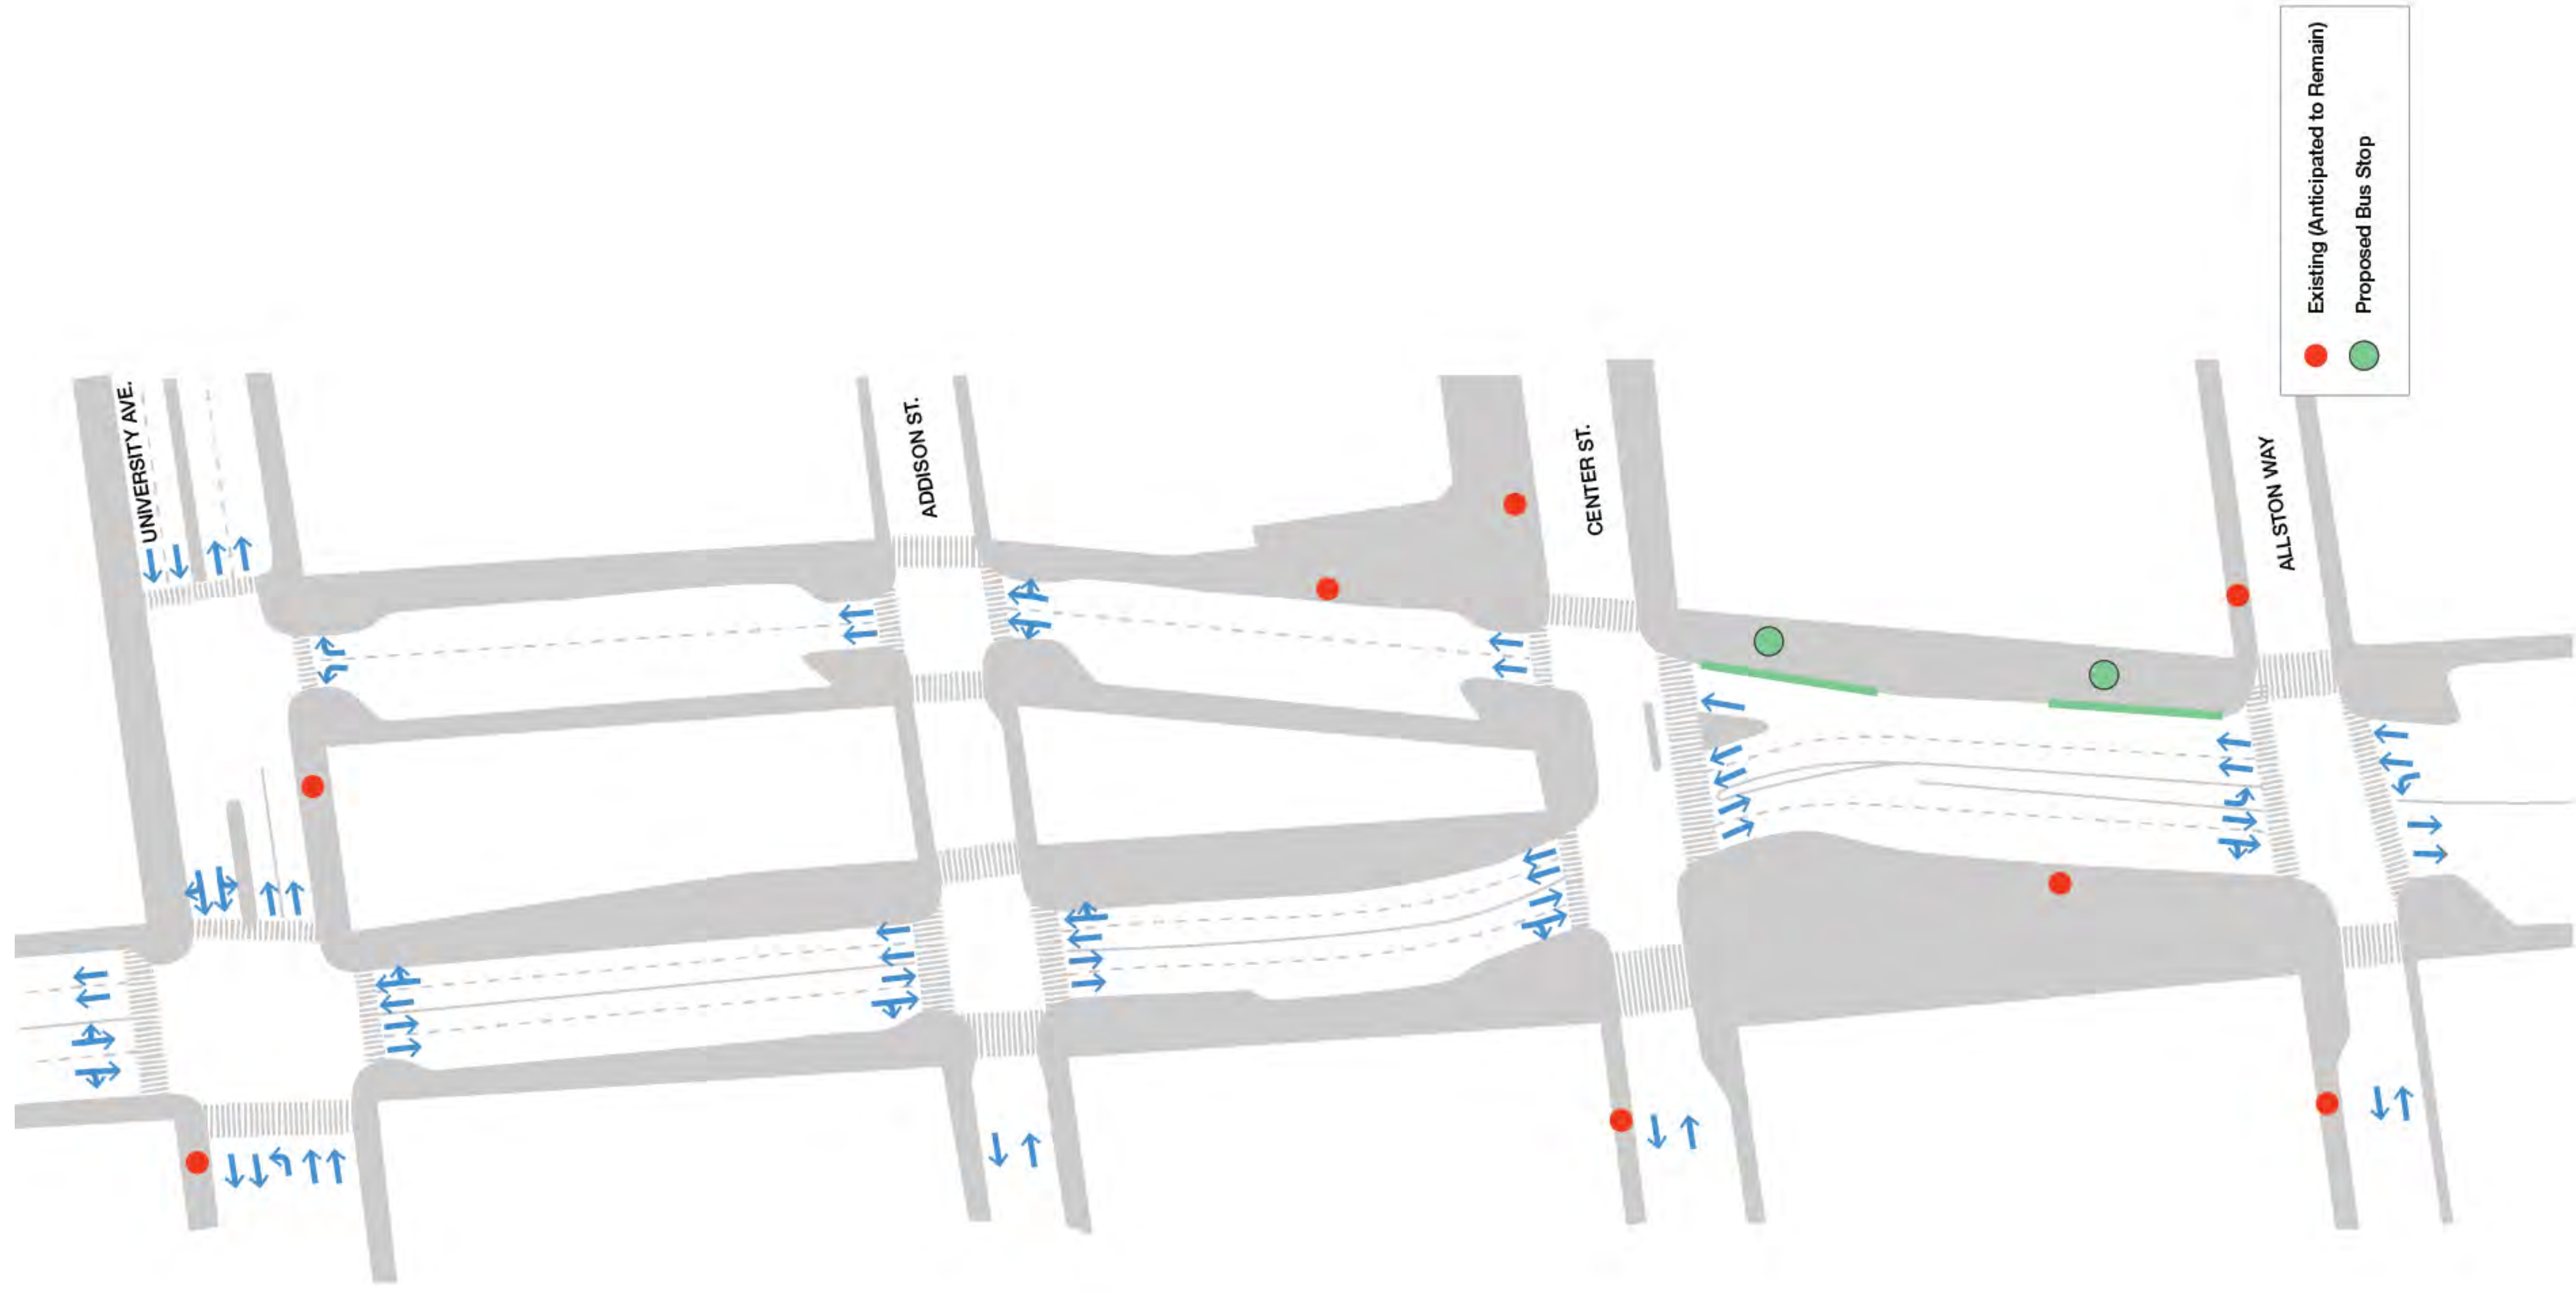 UNIVERSITY AVE.
ADDISON ST.
CENTER ST.
ALLSTON WAY
Existing (Anticipated to Remain)
Proposed Bus Stop